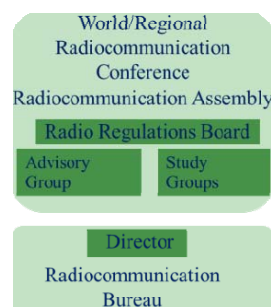 World/Regional
Radiocommunication
Conference
Radiocommunication Assembly
Radio Regulations Board
Advisory
Group
Study
Groups
Director
Radiocommunication
Bureau